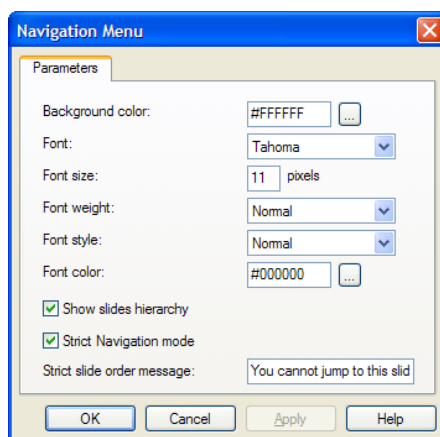 Navigation Menu
Parameters
Background color: #FFFFFF ...
Font: Tahoma
Font size: 11 pixels
Font weight: Normal
Font style: Normal
Font color: #000000 ...
Show slides hierarchy
Strict Navigation mode
Strict slide order message: You cannot jump to this slid
OK Cancel Apply Help